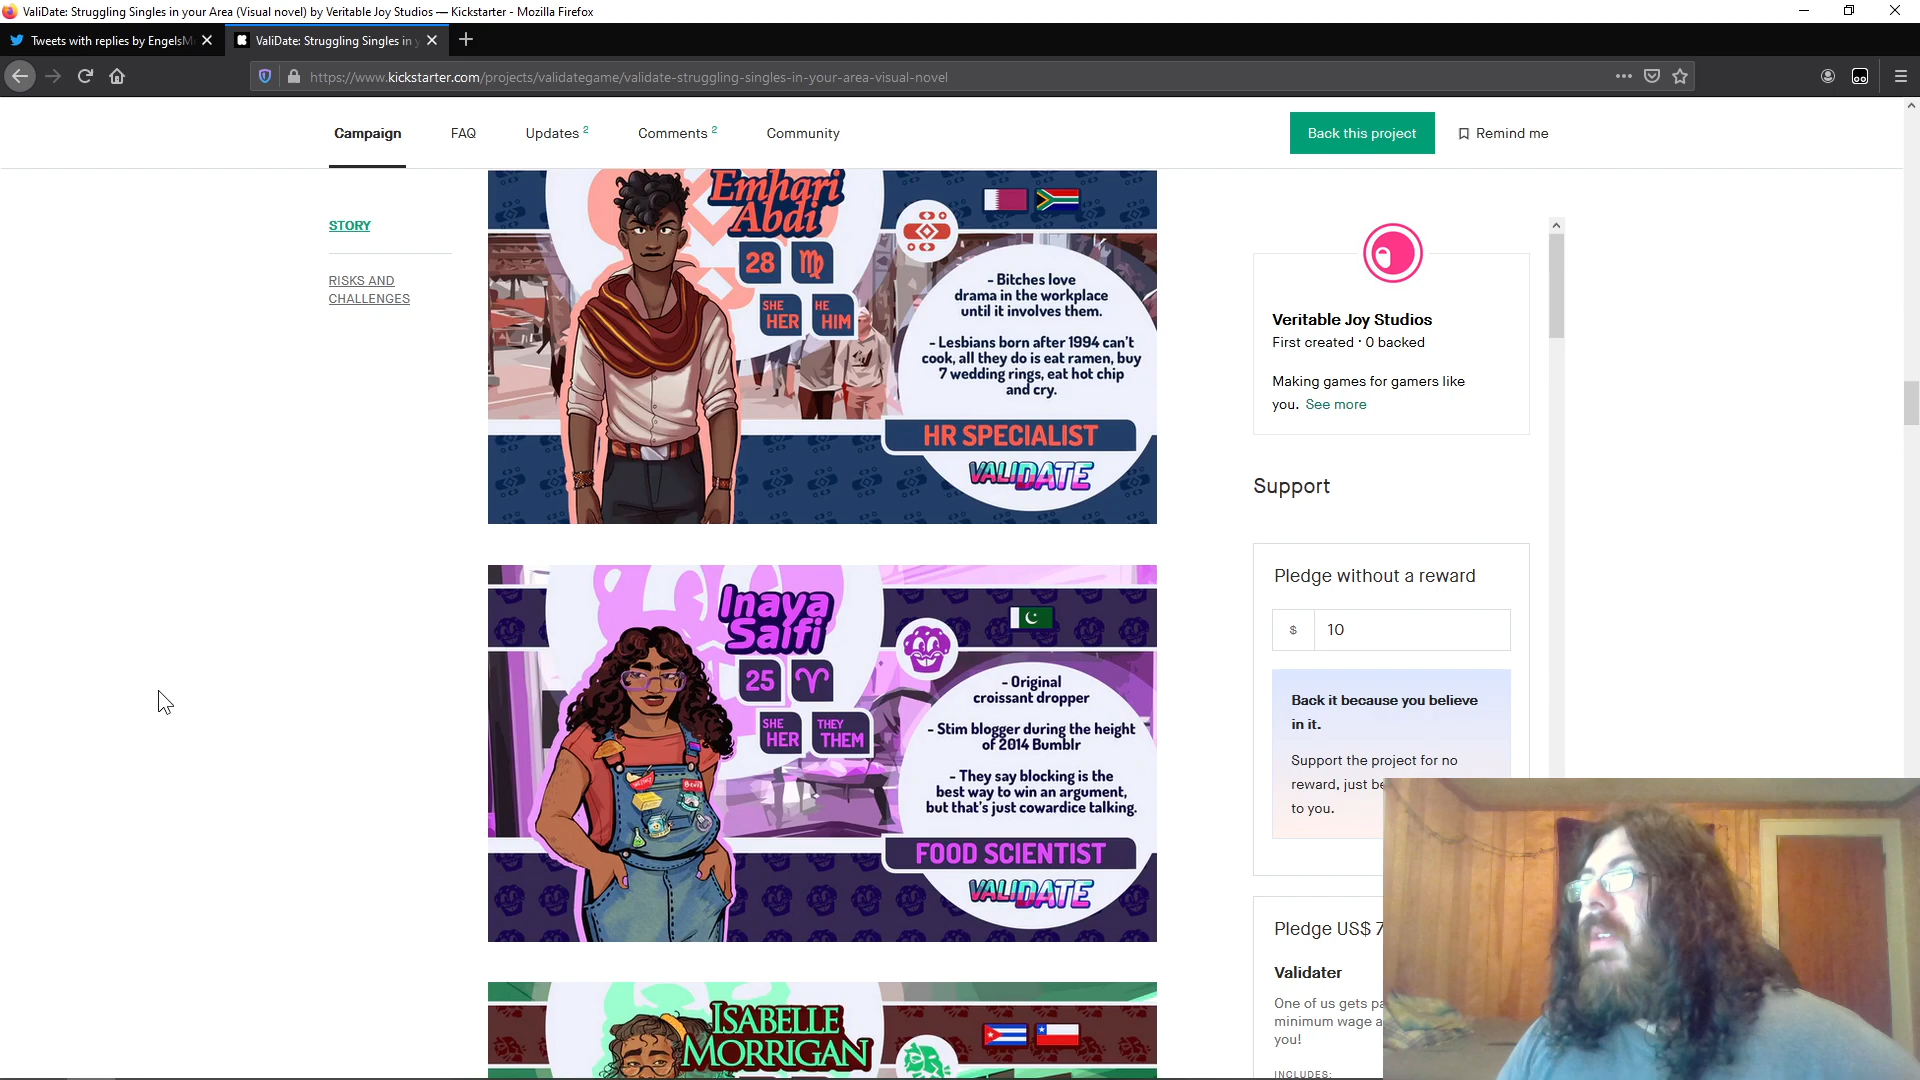 ValiDate: Struggling Singles in your Area (Visual novel) by Veritable Joy Studios — Kickstarter - Mozilla Firefox
Tweets with replies by EngelsM
ValiDate: Struggling Singles in y
https://www.kickstarter.com/projects/validategame/validate-struggling-singles-in-your-area-visual-novel
Campaign
FAQ
Updates 2
Comments 2
Community
Back this project
Remind me
STORY
RISKS AND
CHALLENGES
Emhari
Abdi
28
SHE
HER
HE
HIM
- Bitches love
drama in the workplace
until it involves them.
- Lesbians born after 1994 can't
cook, all they do is eat ramen, buy
7 wedding rings, eat hot chip
and cry.
HR SPECIALIST
VALIDATE
Inaya
Salfi
25
SHE
HER
THEY
THEM
- Original
croissant dropper
- Stim blogger during the height
of 2014 Bumblr
- They say blocking is the
best way to win an argument,
but that's just cowardice talking.
FOOD SCIENTIST
VALIDATE
ISABELLE
MORRIGAN
Veritable Joy Studios
First created · 0 backed
Making games for gamers like
you. See more
Support
Pledge without a reward
$ 10
Back it because you believe
in it.
Support the project for no
reward, just be
to you.
Pledge US$ 7
Validater
One of us gets pa
minimum wage a
you!
INCLUDES: